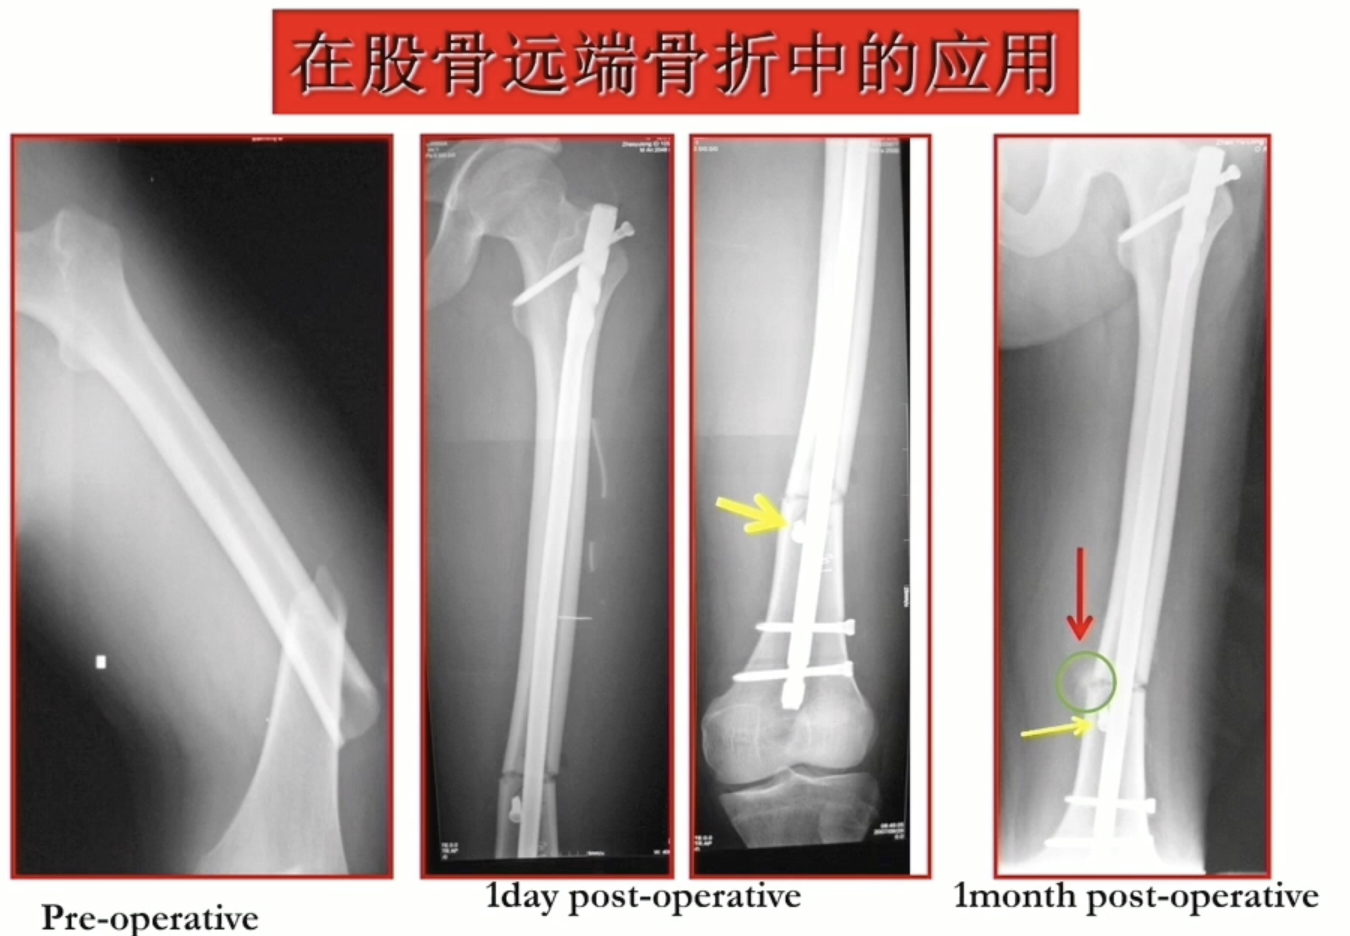 在股骨远端骨折中的应用
Pre-operative
1day post-operative
1month post-operative